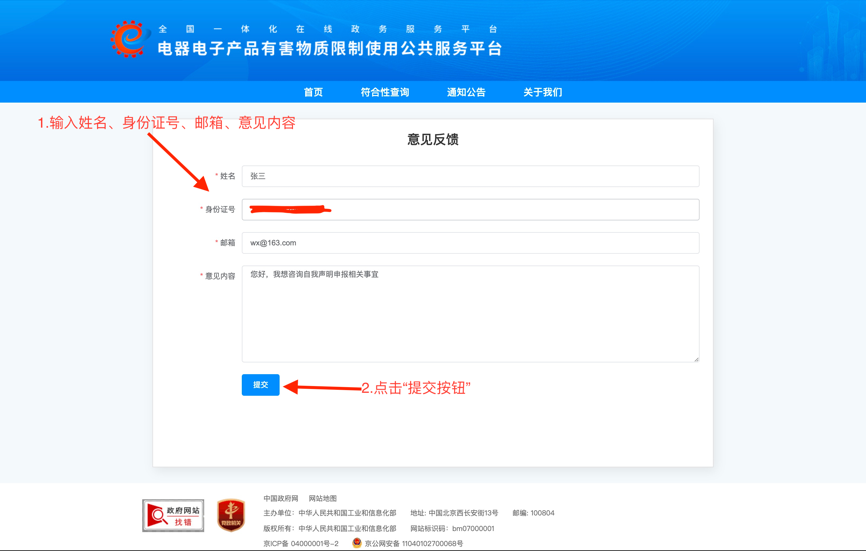 全国一体化在线政务服务平台
电器电子产品有害物质限制使用公共服务平台
首页 符合性查询 通知公告 关于我们
1.输入姓名、身份证号、邮箱、意见内容
意见反馈
* 姓名 张三
* 身份证号
* 邮箱 wx@163.com
* 意见内容 您好，我想咨询自我声明申报相关事宜
提交 2.点击“提交按钮”
政府网站
找错
党政机关
中国政府网 网站地图
主办单位：中华人民共和国工业和信息化部 地址: 中国北京西长安街13号 邮编: 100804
版权所有：中华人民共和国工业和信息化部 网站标识码：bm07000001
京ICP备 04000001号-2 京公网安备 11040102700068号